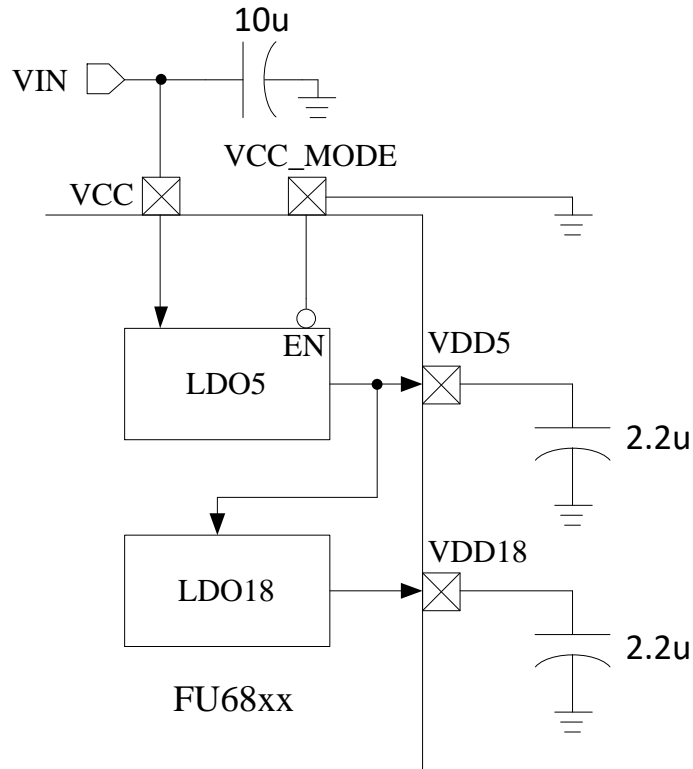 10u
VIN
VCC_MODE
VCC
EN
LDO5
VDD5
2.2u
LDO18
VDD18
2.2u
FU68xx